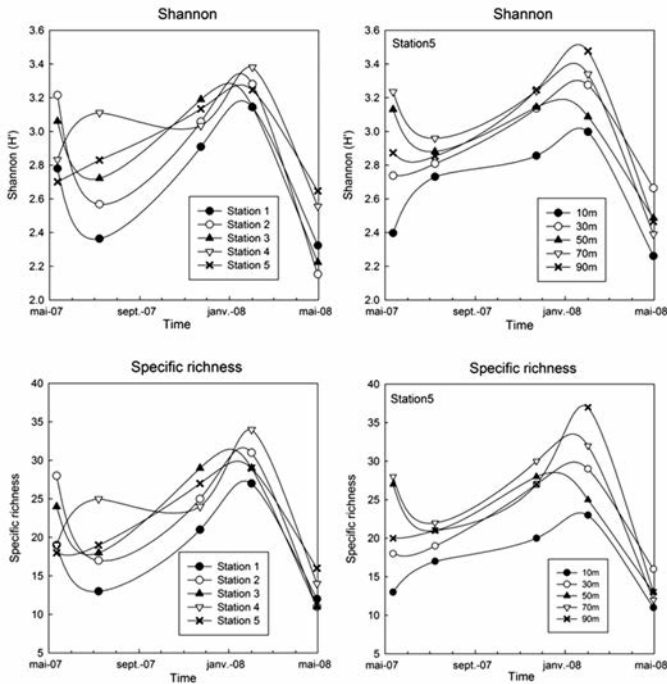 Shannon
3.6
3.4
3.2
3.0
2.8
2.6
2.4
2.2
2.0
Shannon (H')
Station 1
Station 2
Station 3
Station 4
Station 5
mai-07
sept.-07
janv.-08
mai-08
Time
Shannon
Station5
3.6
3.4
3.2
3.0
2.8
2.6
2.4
2.2
2.0
Shannon (H')
10m
30m
50m
70m
90m
mai-07
sept.-07
janv.-08
mai-08
Time
Specific richness
40
35
30
25
20
15
10
5
Specific richness
Station 1
Station 2
Station 3
Station 4
Station 5
mai-07
sept.-07
janv.-08
mai-08
Time
Specific richness
Station5
40
35
30
25
20
15
10
5
Specific richness
10m
30m
50m
70m
90m
mai-07
sept.-07
janv.-08
mai-08
Time